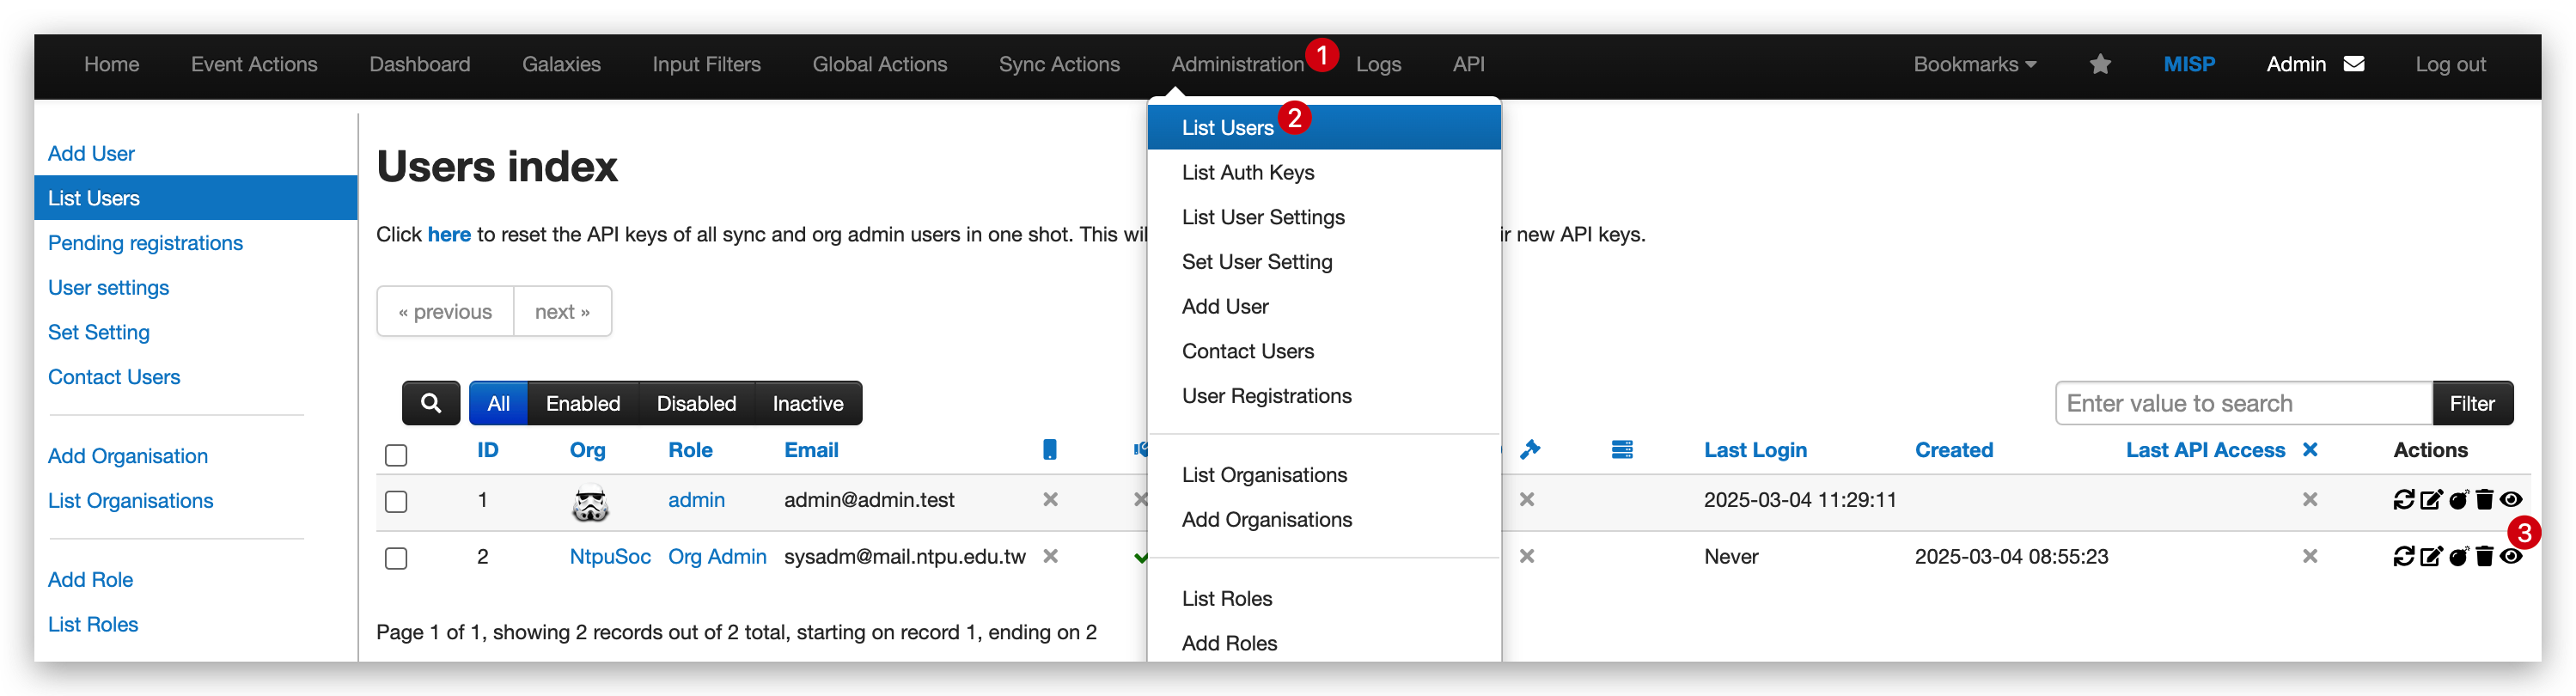 Home Event Actions Dashboard Galaxies Input Filters Global Actions Sync Actions Administration 1 Logs API Bookmarks MISP Admin Log out
Add User
List Users
Pending registrations
User settings
Set Setting
Contact Users
Add Organisation
List Organisations
Add Role
List Roles
Users index
Click here to reset the API keys of all sync and org admin users in one shot. This wil
r new API keys.
« previous next »
All Enabled Disabled Inactive
Enter value to search Filter
ID Org Role Email Last Login Created Last API Access Actions
1 admin admin@admin.test 2025-03-04 11:29:11
3
2 NtpuSoc Org Admin sysadm@mail.ntpu.edu.tw Never 2025-03-04 08:55:23
Page 1 of 1, showing 2 records out of 2 total, starting on record 1, ending on 2
List Users 2
List Auth Keys
List User Settings
Set User Setting
Add User
Contact Users
User Registrations
List Organisations
Add Organisations
List Roles
Add Roles